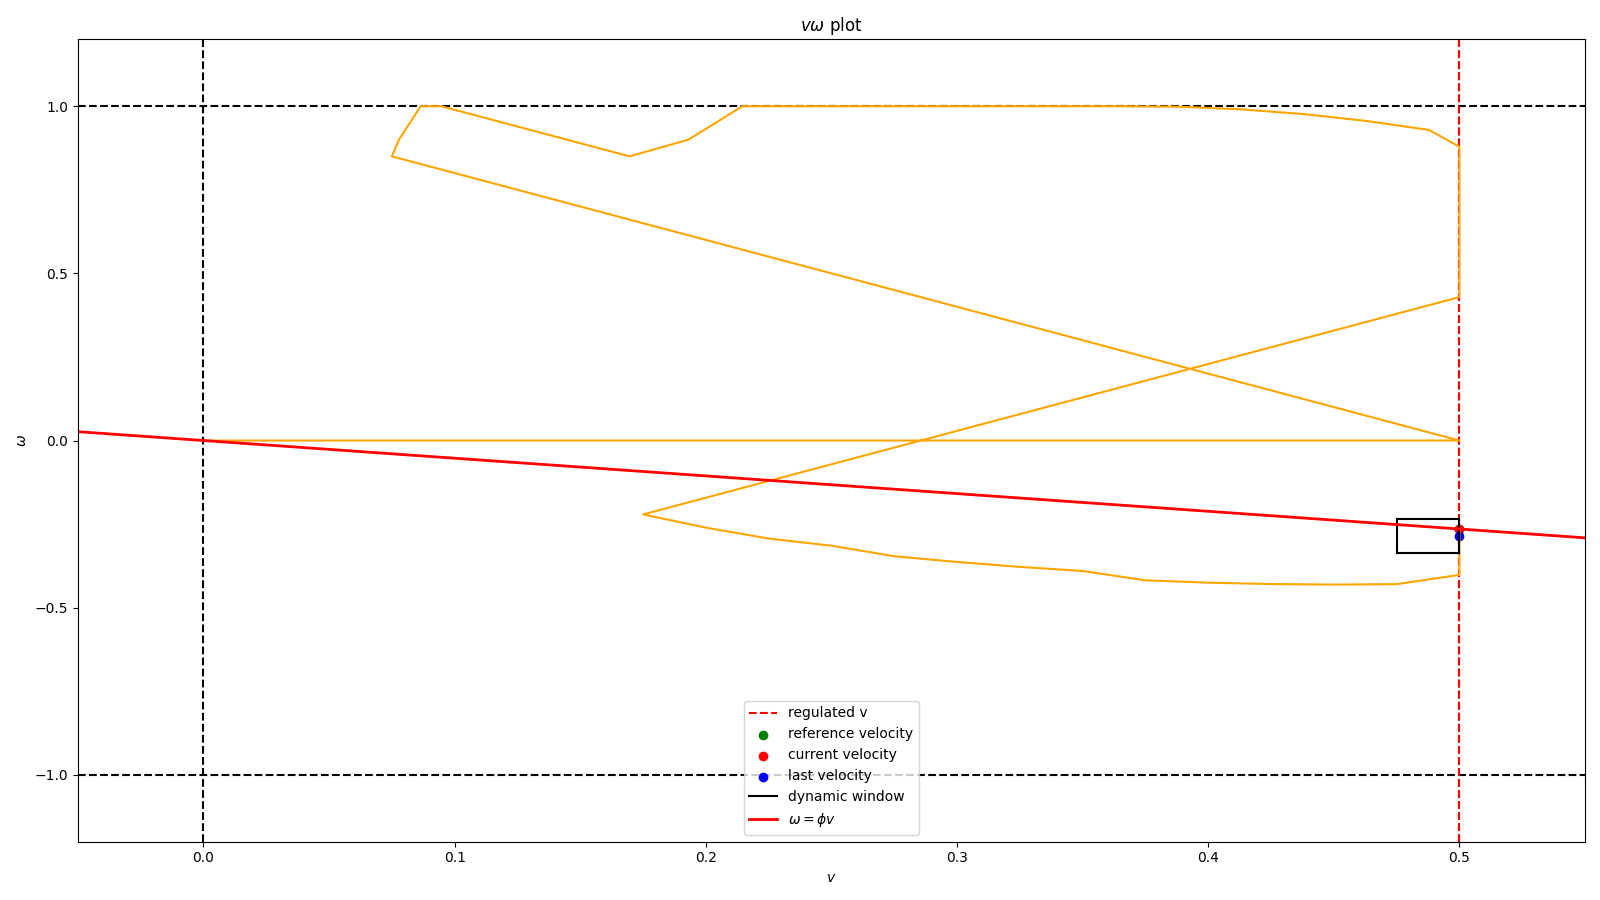 vω plot
1.0
0.5
0.0
−0.5
−1.0
ω
regulated v
reference velocity
current velocity
last velocity
dynamic window
ω = ϕv
0.0 0.1 0.2 0.3 0.4 0.5
v